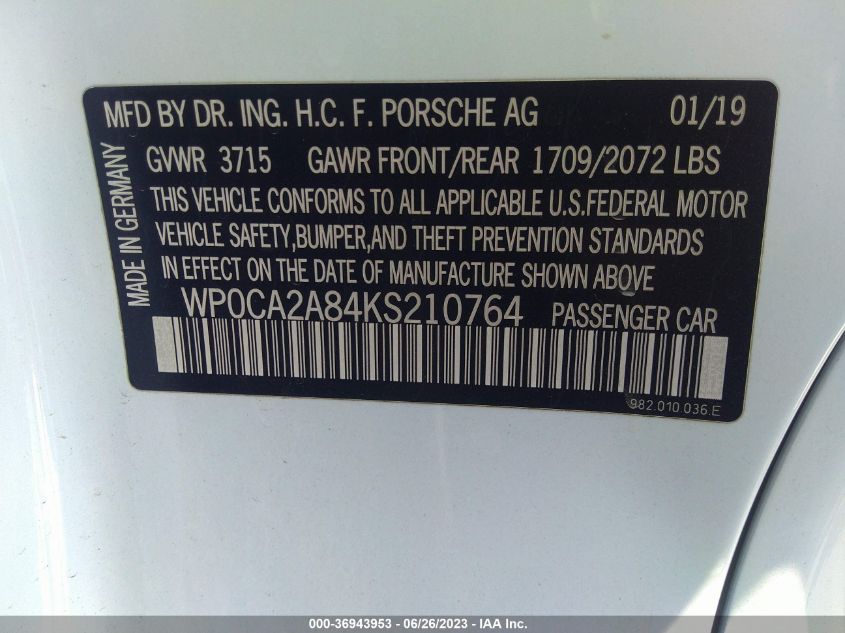 MFD BY DR. ING. H.C. F. PORSCHE AG 01/19
GVWR 3715 GAWR FRONT/REAR 1709/2072 LBS
THIS VEHICLE CONFORMS TO ALL APPLICABLE U.S.FEDERAL MOTOR
VEHICLE SAFETY,BUMPER,AND THEFT PREVENTION STANDARDS
IN EFFECT ON THE DATE OF MANUFACTURE SHOWN ABOVE
MADE IN GERMANY
WP0CA2A84KS210764 PASSENGER CAR
982.010.036.E
000-36943953 - 06/26/2023 - IAA Inc.